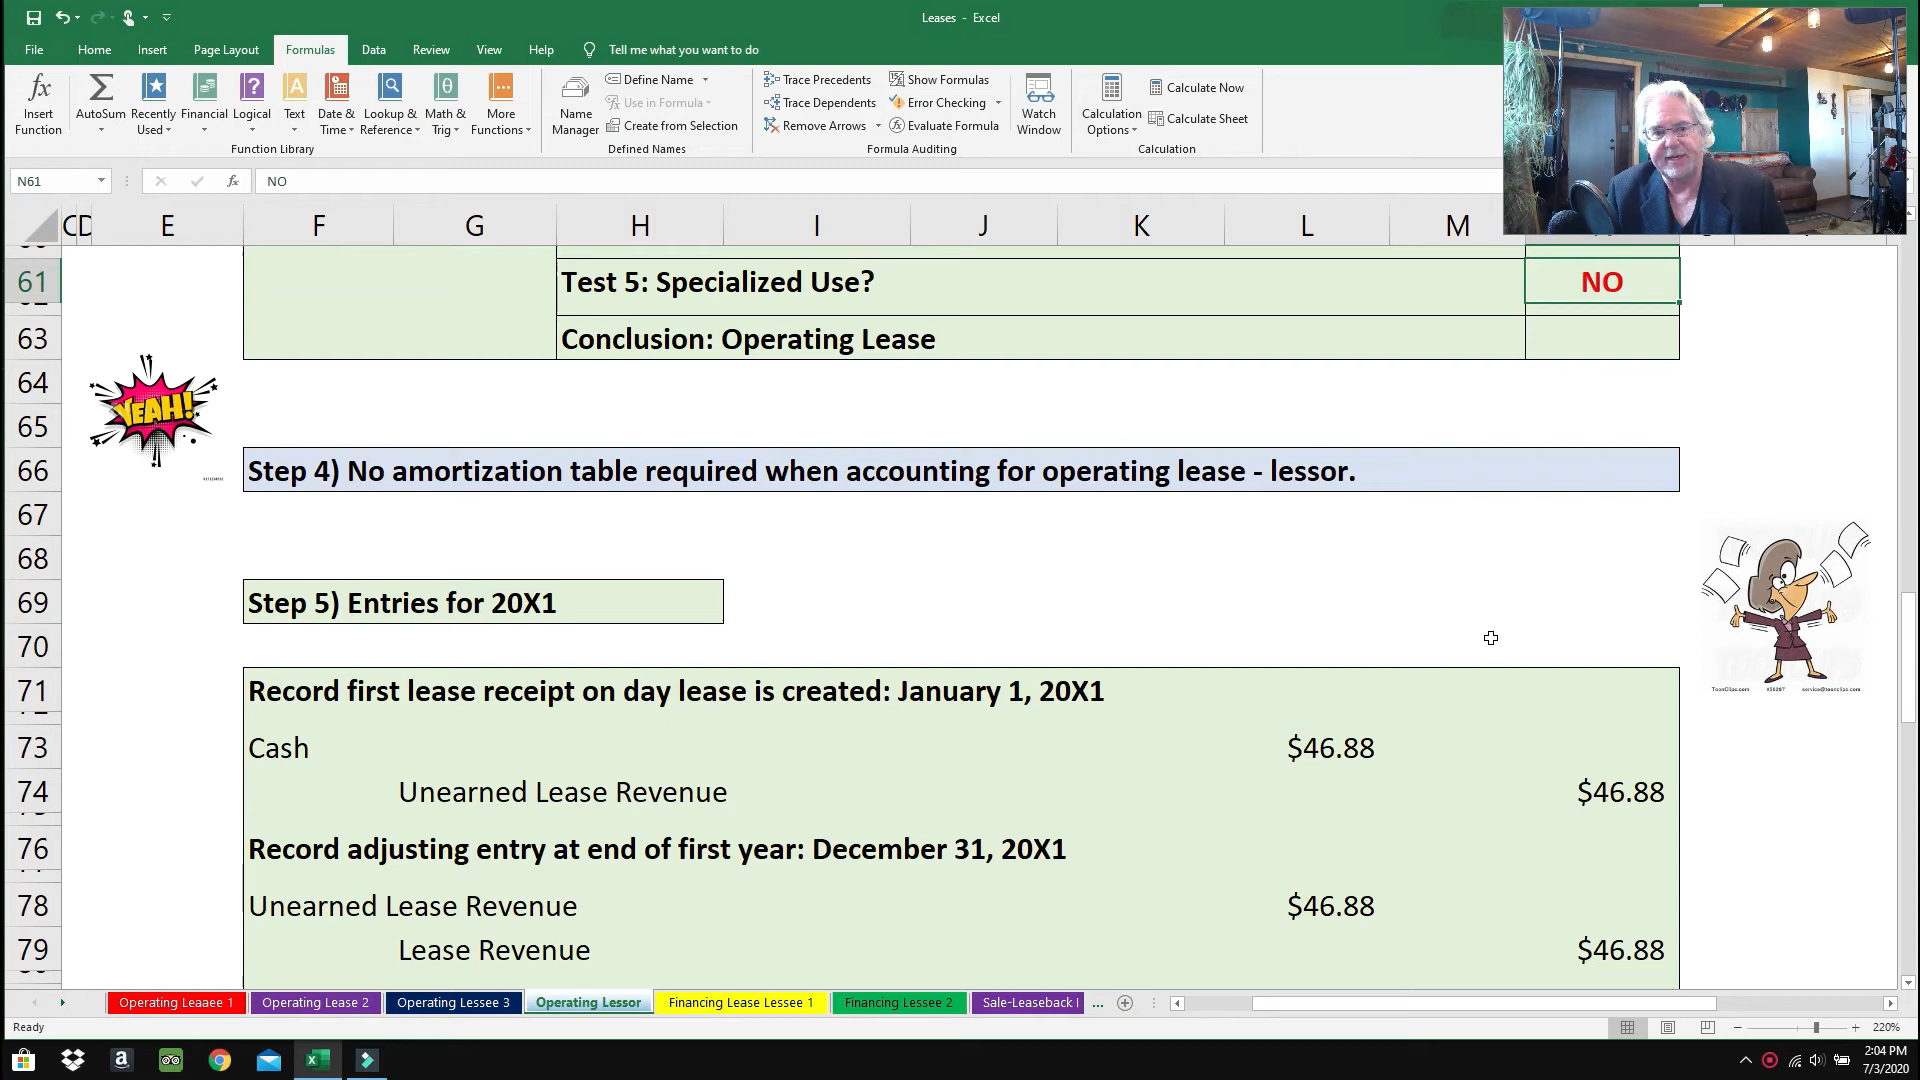 Leases - Excel
File Home Insert Page Layout Formulas Data Review View Help Tell me what you want to do
Insert Function
AutoSum
Recently Used
Financial
Logical
Text
Date & Time
Lookup & Reference
Math & Trig
More Functions
Function Library
Name Manager
Define Name
Use in Formula
Create from Selection
Defined Names
Trace Precedents
Trace Dependents
Remove Arrows
Show Formulas
Error Checking
Evaluate Formula
Formula Auditing
Watch Window
Calculation Options
Calculate Now
Calculate Sheet
Calculation
N61 fx NO
C D E F G H I J K L M
61 Test 5: Specialized Use? NO
63 Conclusion: Operating Lease
64
YEAH!
65
66 Step 4) No amortization table required when accounting for operating lease - lessor.
67
68
69 Step 5) Entries for 20X1
70
ToonClips.com #50287 service@toonclips.com
71 Record first lease receipt on day lease is created: January 1, 20X1
73 Cash $46.88
74 Unearned Lease Revenue $46.88
76 Record adjusting entry at end of first year: December 31, 20X1
78 Unearned Lease Revenue $46.88
79 Lease Revenue $46.88
Operating Leaaee 1 Operating Lease 2 Operating Lessee 3 Operating Lessor Financing Lease Lessee 1 Financing Lessee 2 Sale-Leaseback ...
Ready 220%
2:04 PM
7/3/2020